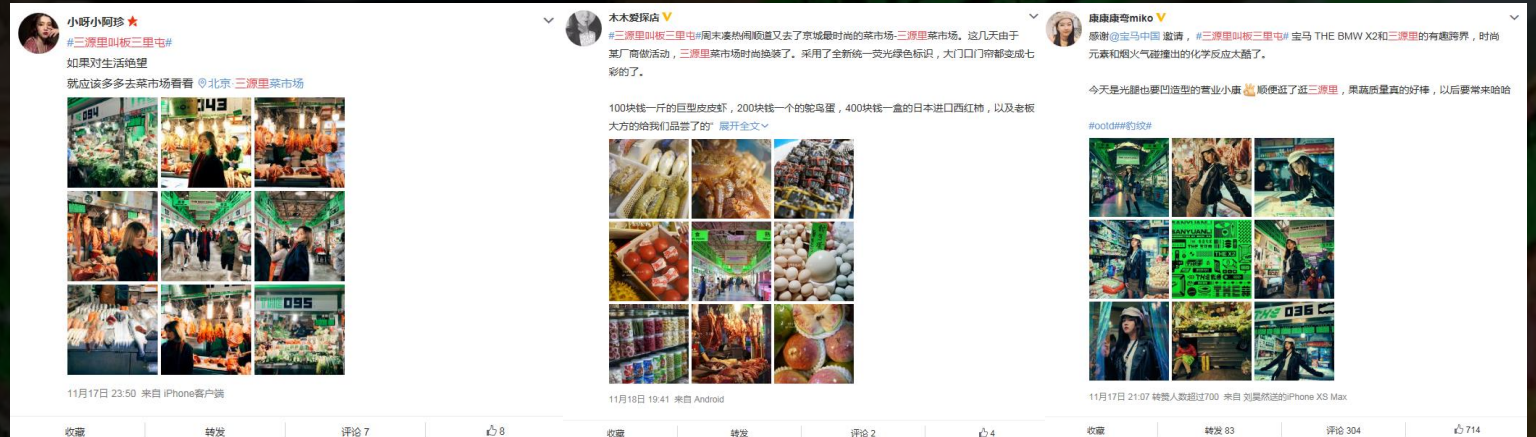 小呀小阿珍
#三源里叫板三里屯#
如果对生活绝望
就应该多多去菜市场看看 北京·三源里菜市场
094
043
095
11月17日 23:50 来自 iPhone客户端
收藏 转发 评论 7 8
木木爱探店
#三源里叫板三里屯#周末凑热闹顺道又去了京城最时尚的菜市场-三源里菜市场。这几天由于
某厂商做活动，三源里菜市场时尚换装了。采用了全新统一荧光绿色标识，大门口门帘都变成七
彩的了。
100块钱一斤的巨型皮皮虾，200块钱一个的鸵鸟蛋，400块钱一盒的日本进口西红柿，以及老板
大方的给我们品尝了的" 展开全文
11月18日 19:41 来自 Android
收藏 转发 评论 2 4
康康康弯miko
感谢@宝马中国 邀请，#三源里叫板三里屯# 宝马 THE BMW X2和三源里的有趣跨界，时尚
元素和烟火气碰撞出的化学反应太酷了。
今天是光腿也要凹造型的营业小康 顺便逛了逛三源里，果蔬质量真的好棒，以后要常来哈哈
#ootd##豹纹#
SANYUANLI
THE X2
THE
THE 036
11月17日 21:07 转赞人数超过700 来自 刘昊然送的iPhone XS Max
收藏 转发 83 评论 304 714